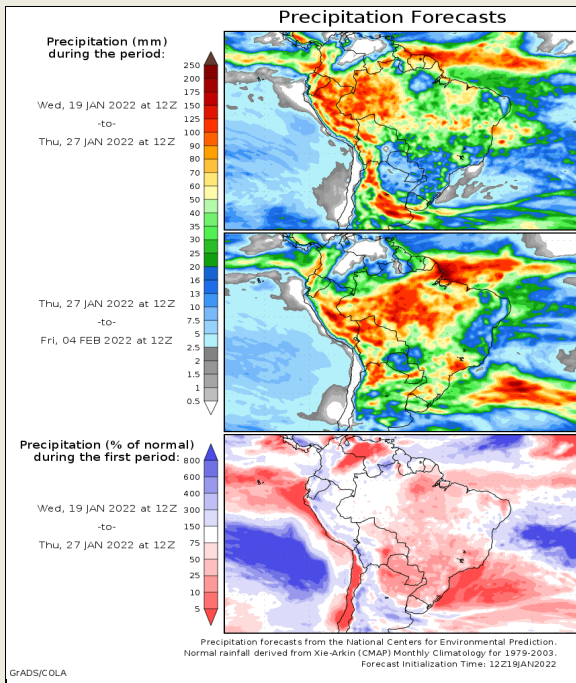 Precipitation Forecasts
Precipitation (mm)
during the period:
Wed, 19 JAN 2022 at 12Z
-to-
Thu, 27 JAN 2022 at 12Z
250
200
175
150
125
100
90
80
70
60
50
40
35
30
25
20
16
13
10
7.5
5
2.5
2
1.5
1
0.5
Thu, 27 JAN 2022 at 12Z
-to-
Fri, 04 FEB 2022 at 12Z
Precipitation (% of normal)
during the first period:
Wed, 19 JAN 2022 at 12Z
-to-
Thu, 27 JAN 2022 at 12Z
800
600
400
300
150
75
50
25
10
5
Precipitation forecasts from the National Centers for Environmental Prediction.
Normal rainfall derived from Xie-Arkin (CMAP) Monthly Climatology for 1979-2003.
Forecast Initialization Time: 12Z19JAN2022
GrADS/COLA